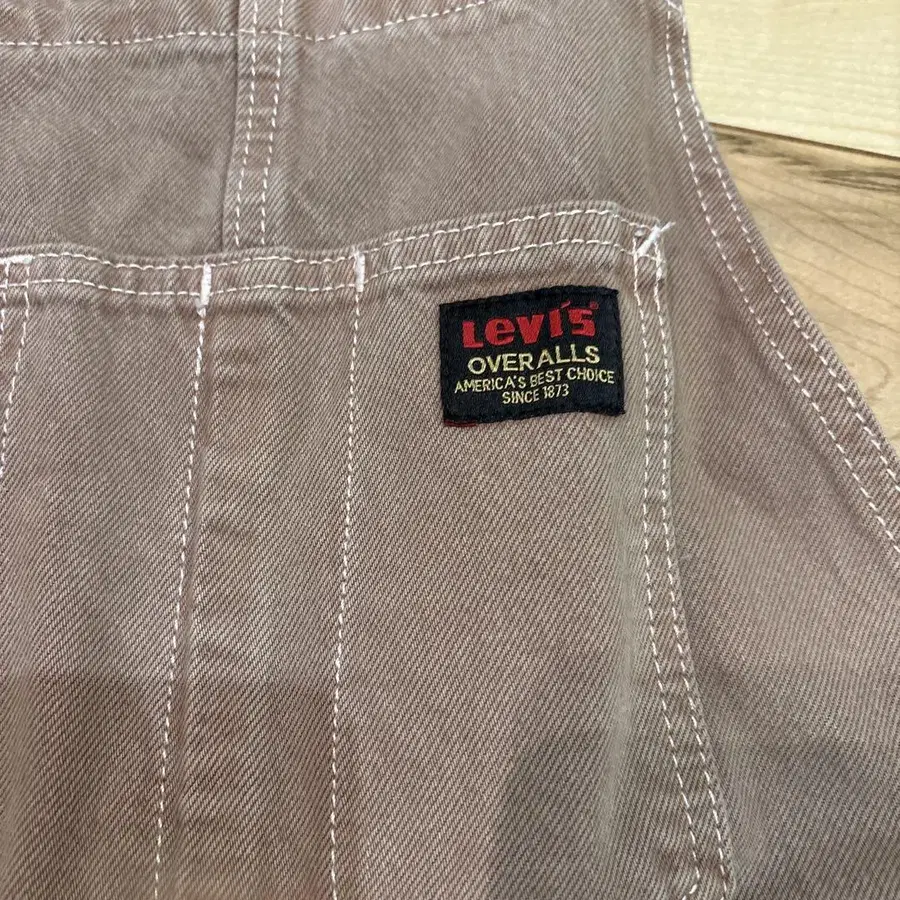 Levi's®
OVERALLS
AMERICA'S BEST CHOICE
SINCE 1873